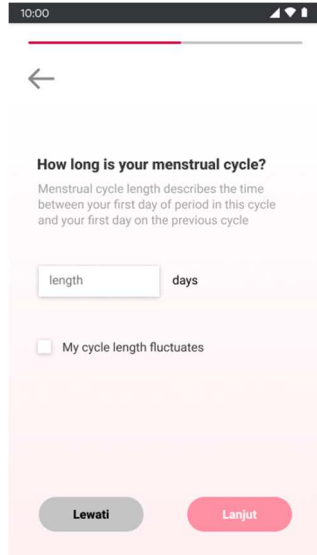 10:00
How long is your menstrual cycle?
Menstrual cycle length describes the time
between your first day of period in this cycle
and your first day on the previous cycle
length days
My cycle length fluctuates
Lewati Lanjut